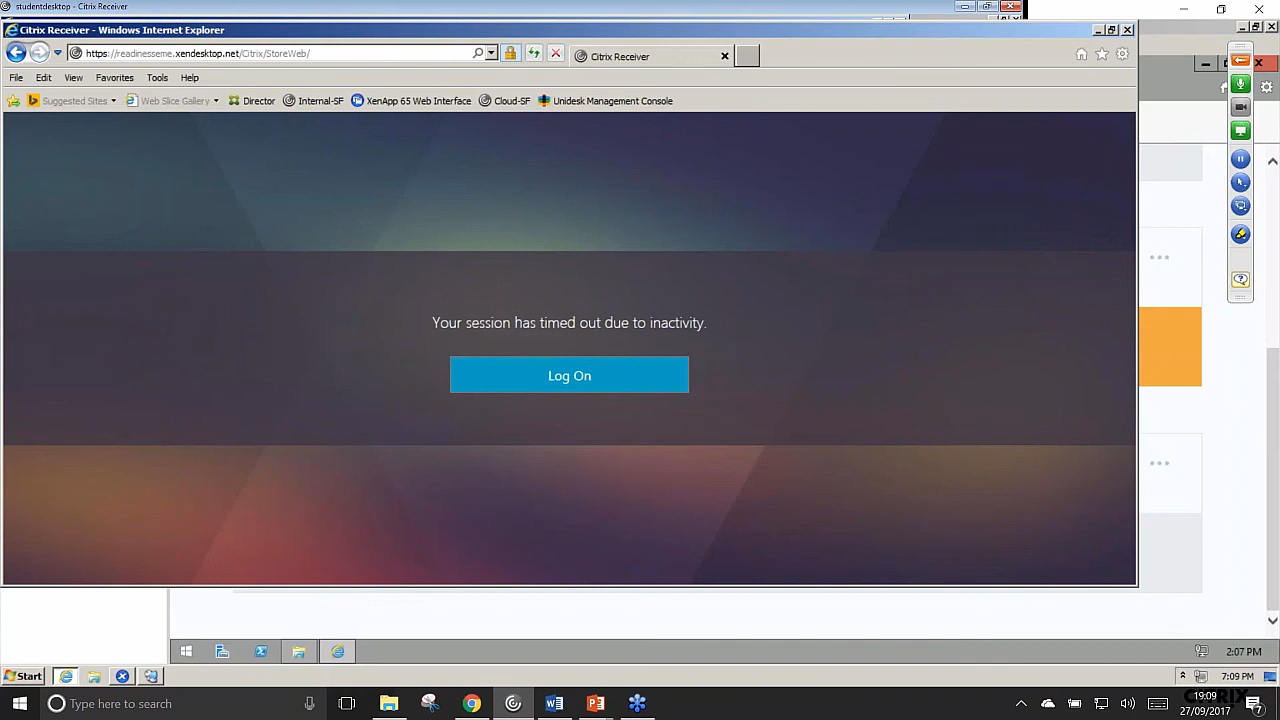 studentdesktop - Citrix Receiver
Citrix Receiver - Windows Internet Explorer
https://readinesseme.xendesktop.net/Citrix/StoreWeb/
Citrix Receiver
File Edit View Favorites Tools Help
Suggested Sites Web Slice Gallery Director Internal-SF XenApp 65 Web Interface Cloud-SF Unidesk Management Console
Your session has timed out due to inactivity.
Log On
2:07 PM
Start
7:09 PM
Type here to search
CITRIX
19:09
27/09/2017